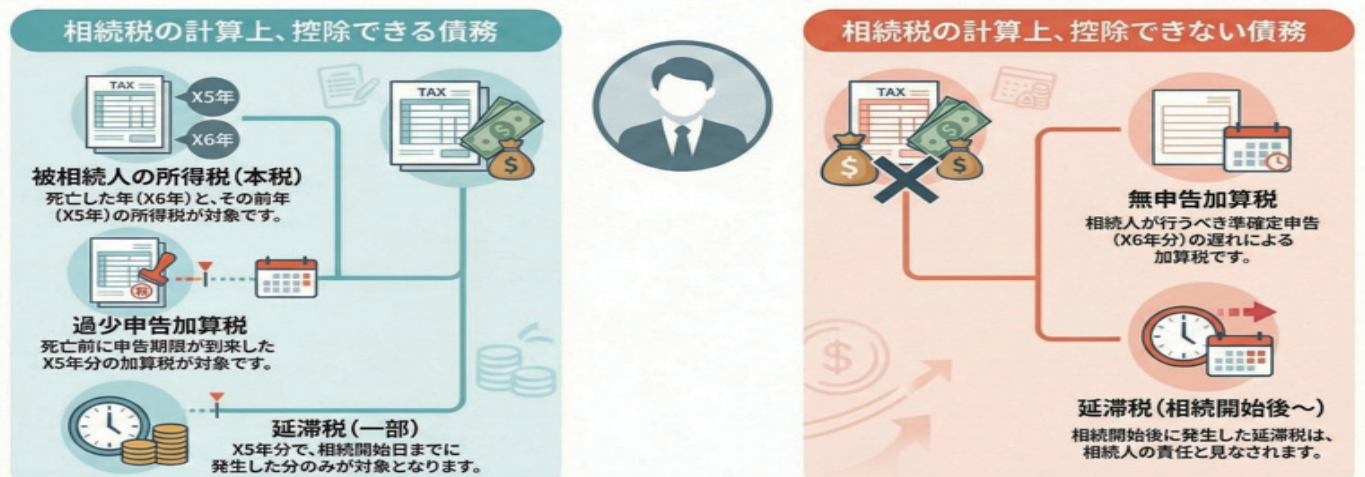 相続税の計算上、控除できる債務
TAX
X5年
X6年
TAX
被相続人の所得税(本税)
死亡した年(X6年)と、その前年
(X5年)の所得税が対象です。
過少申告加算税
死亡前に申告期限が到来した
X5年分の加算税が対象です。
延滞税(一部)
X5年分で、相続開始日までに
発生した分のみが対象となります。
相続税の計算上、控除できない債務
TAX
無申告加算税
相続人が行うべき準確定申告
(X6年分)の遅れによる
加算税です。
延滞税(相続開始後~)
相続開始後に発生した延滞税は、
相続人の責任と見なされます。